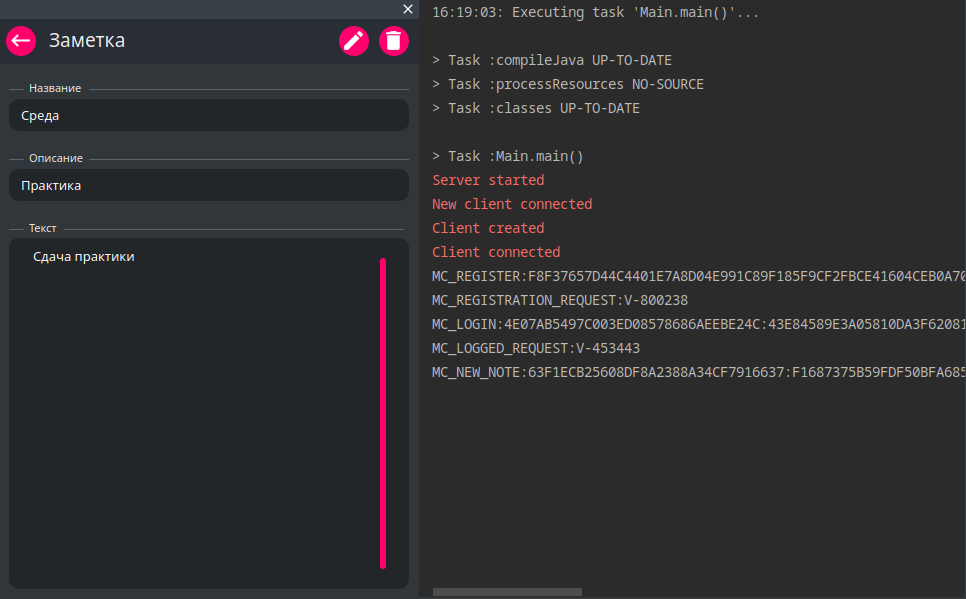 Заметка
Название
Среда
Описание
Практика
Текст
Сдача практики
16:19:03: Executing task 'Main.main()'...
> Task :compileJava UP-TO-DATE
> Task :processResources NO-SOURCE
> Task :classes UP-TO-DATE
> Task :Main.main()
Server started
New client connected
Client created
Client connected
MC_REGISTER:F8F37657D44C4401E7A8D04E991C89F185F9CF2FBCE41604CEB0A70
MC_REGISTRATION_REQUEST:V-800238
MC_LOGIN:4E07AB5497C003ED08578686AEEBE24C:43E84589E3A05810DA3F62081
MC_LOGGED_REQUEST:V-453443
MC_NEW_NOTE:63F1ECB25608DF8A2388A34CF7916637:F1687375B59FDF50BFA685